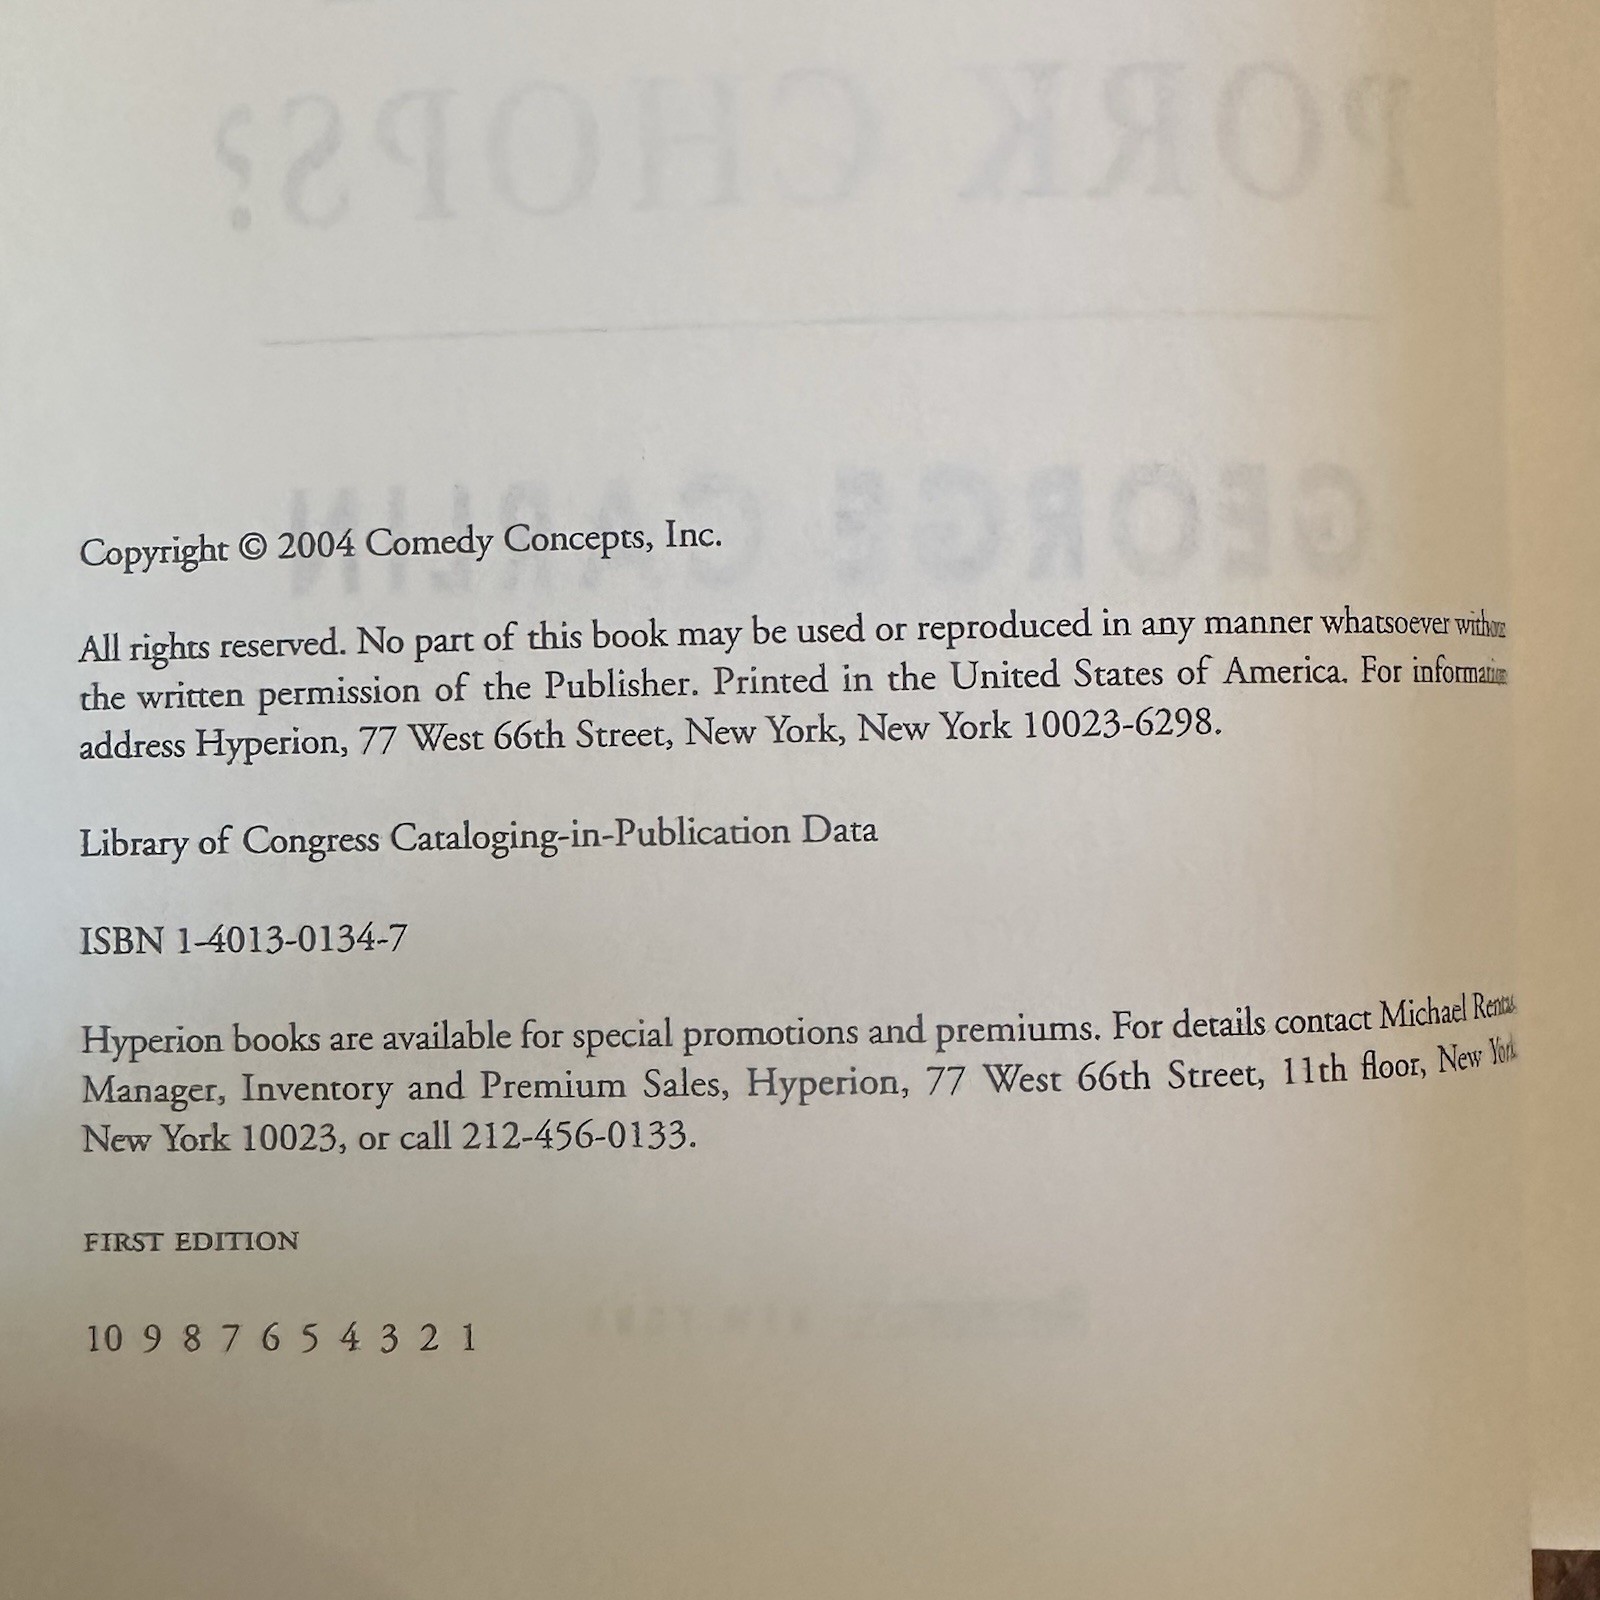 PORK CHOPS?
GEORGE CARLIN
Copyright © 2004 Comedy Concepts, Inc.
All rights reserved. No part of this book may be used or reproduced in any manner whatsoever without
the written permission of the Publisher. Printed in the United States of America. For information
address Hyperion, 77 West 66th Street, New York, New York 10023-6298.
Library of Congress Cataloging-in-Publication Data
ISBN 1-4013-0134-7
Hyperion books are available for special promotions and premiums. For details contact Michael
Manager, Inventory and Premium Sales, Hyperion, 77 West 66th Street, 11th floor, New York
New York 10023, or call 212-456-0133.
FIRST EDITION
10 9 8 7 6 5 4 3 2 1